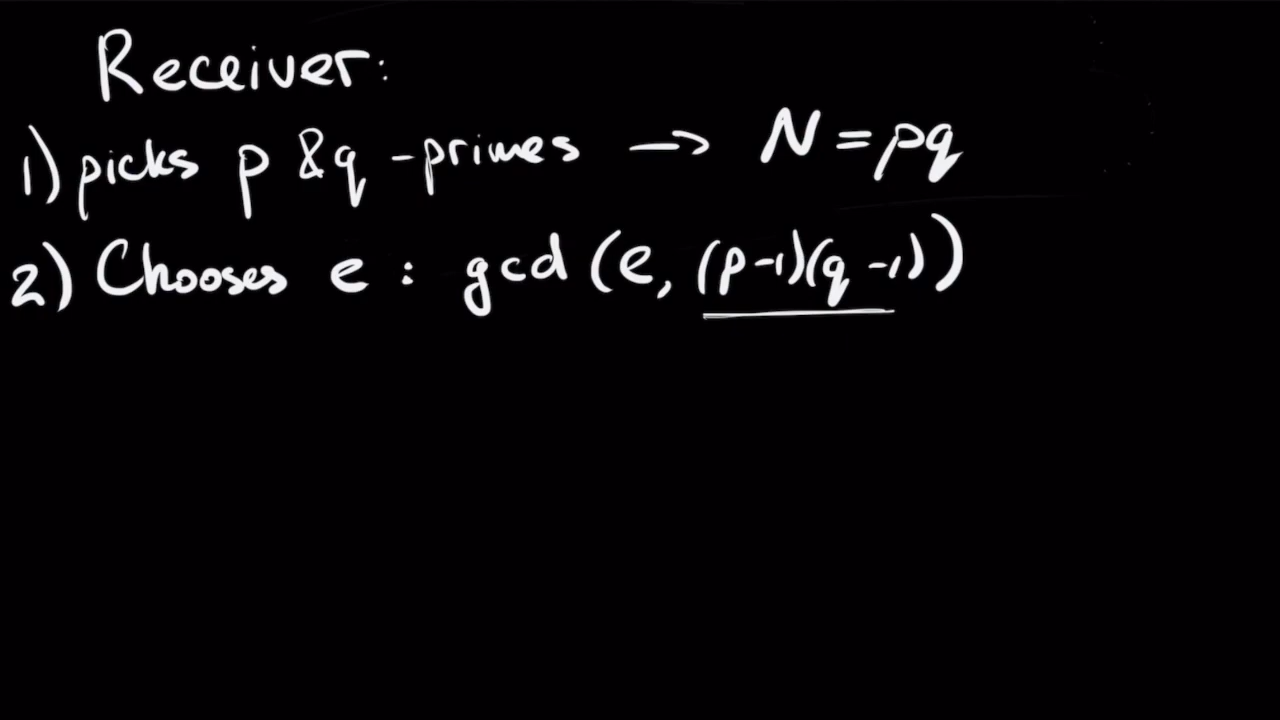 Receiver:
1) picks p & q - primes → N = pq
2) Chooses e : gcd (e, (p-1)(q-1))